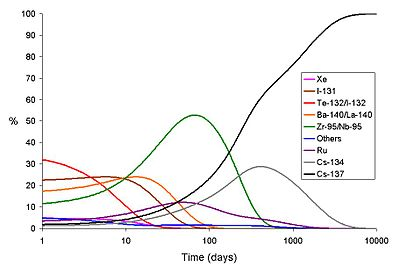 100
90
80
70
60
50
40
30
20
10
0
%
1 10 100 1000 10000
Time (days)
Xe
I-131
Te-132/I-132
Ba-140/La-140
Zr-95/Nb-95
Others
Ru
Cs-134
Cs-137